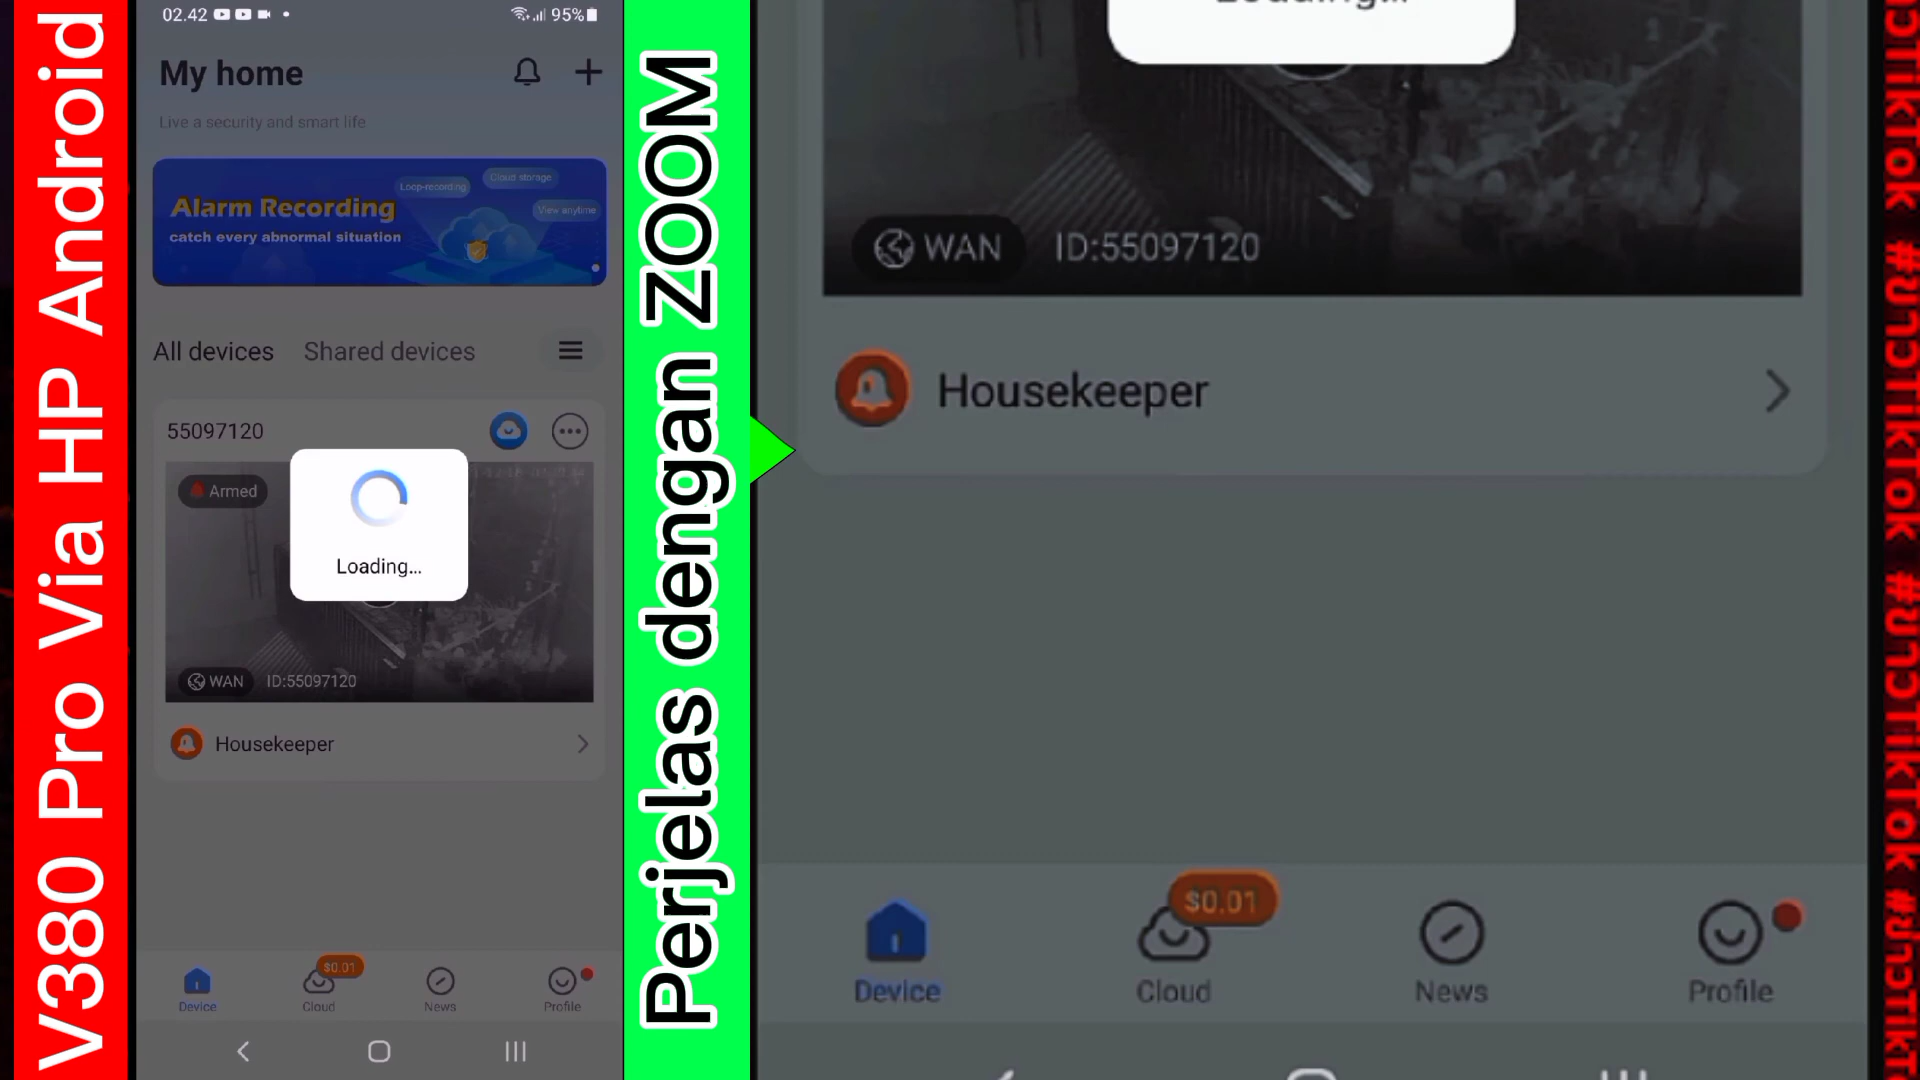 V380 Pro Via HP Android
02.42
95%
My home
Live a security and smart life
Alarm Recording
catch every abnormal situation
Loop-recording
Cloud storage
View anytime
All devices
Shared devices
55097120
Armed
Loading...
WAN
ID:55097120
Housekeeper
$0.01
Device
Cloud
News
Profile
Perjelas dengan ZOOM
Loading...
WAN
ID:55097120
Housekeeper
$0.01
Device
Cloud
News
Profile